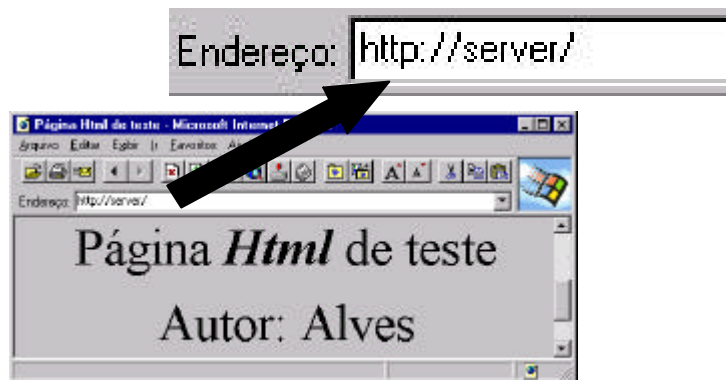 Endereço: http://server/
Página Html de teste - Microsoft Internet
Arquivo Editar Exibir Ir Favoritos
Endereço: http://server/
Página Html de teste
Autor: Alves